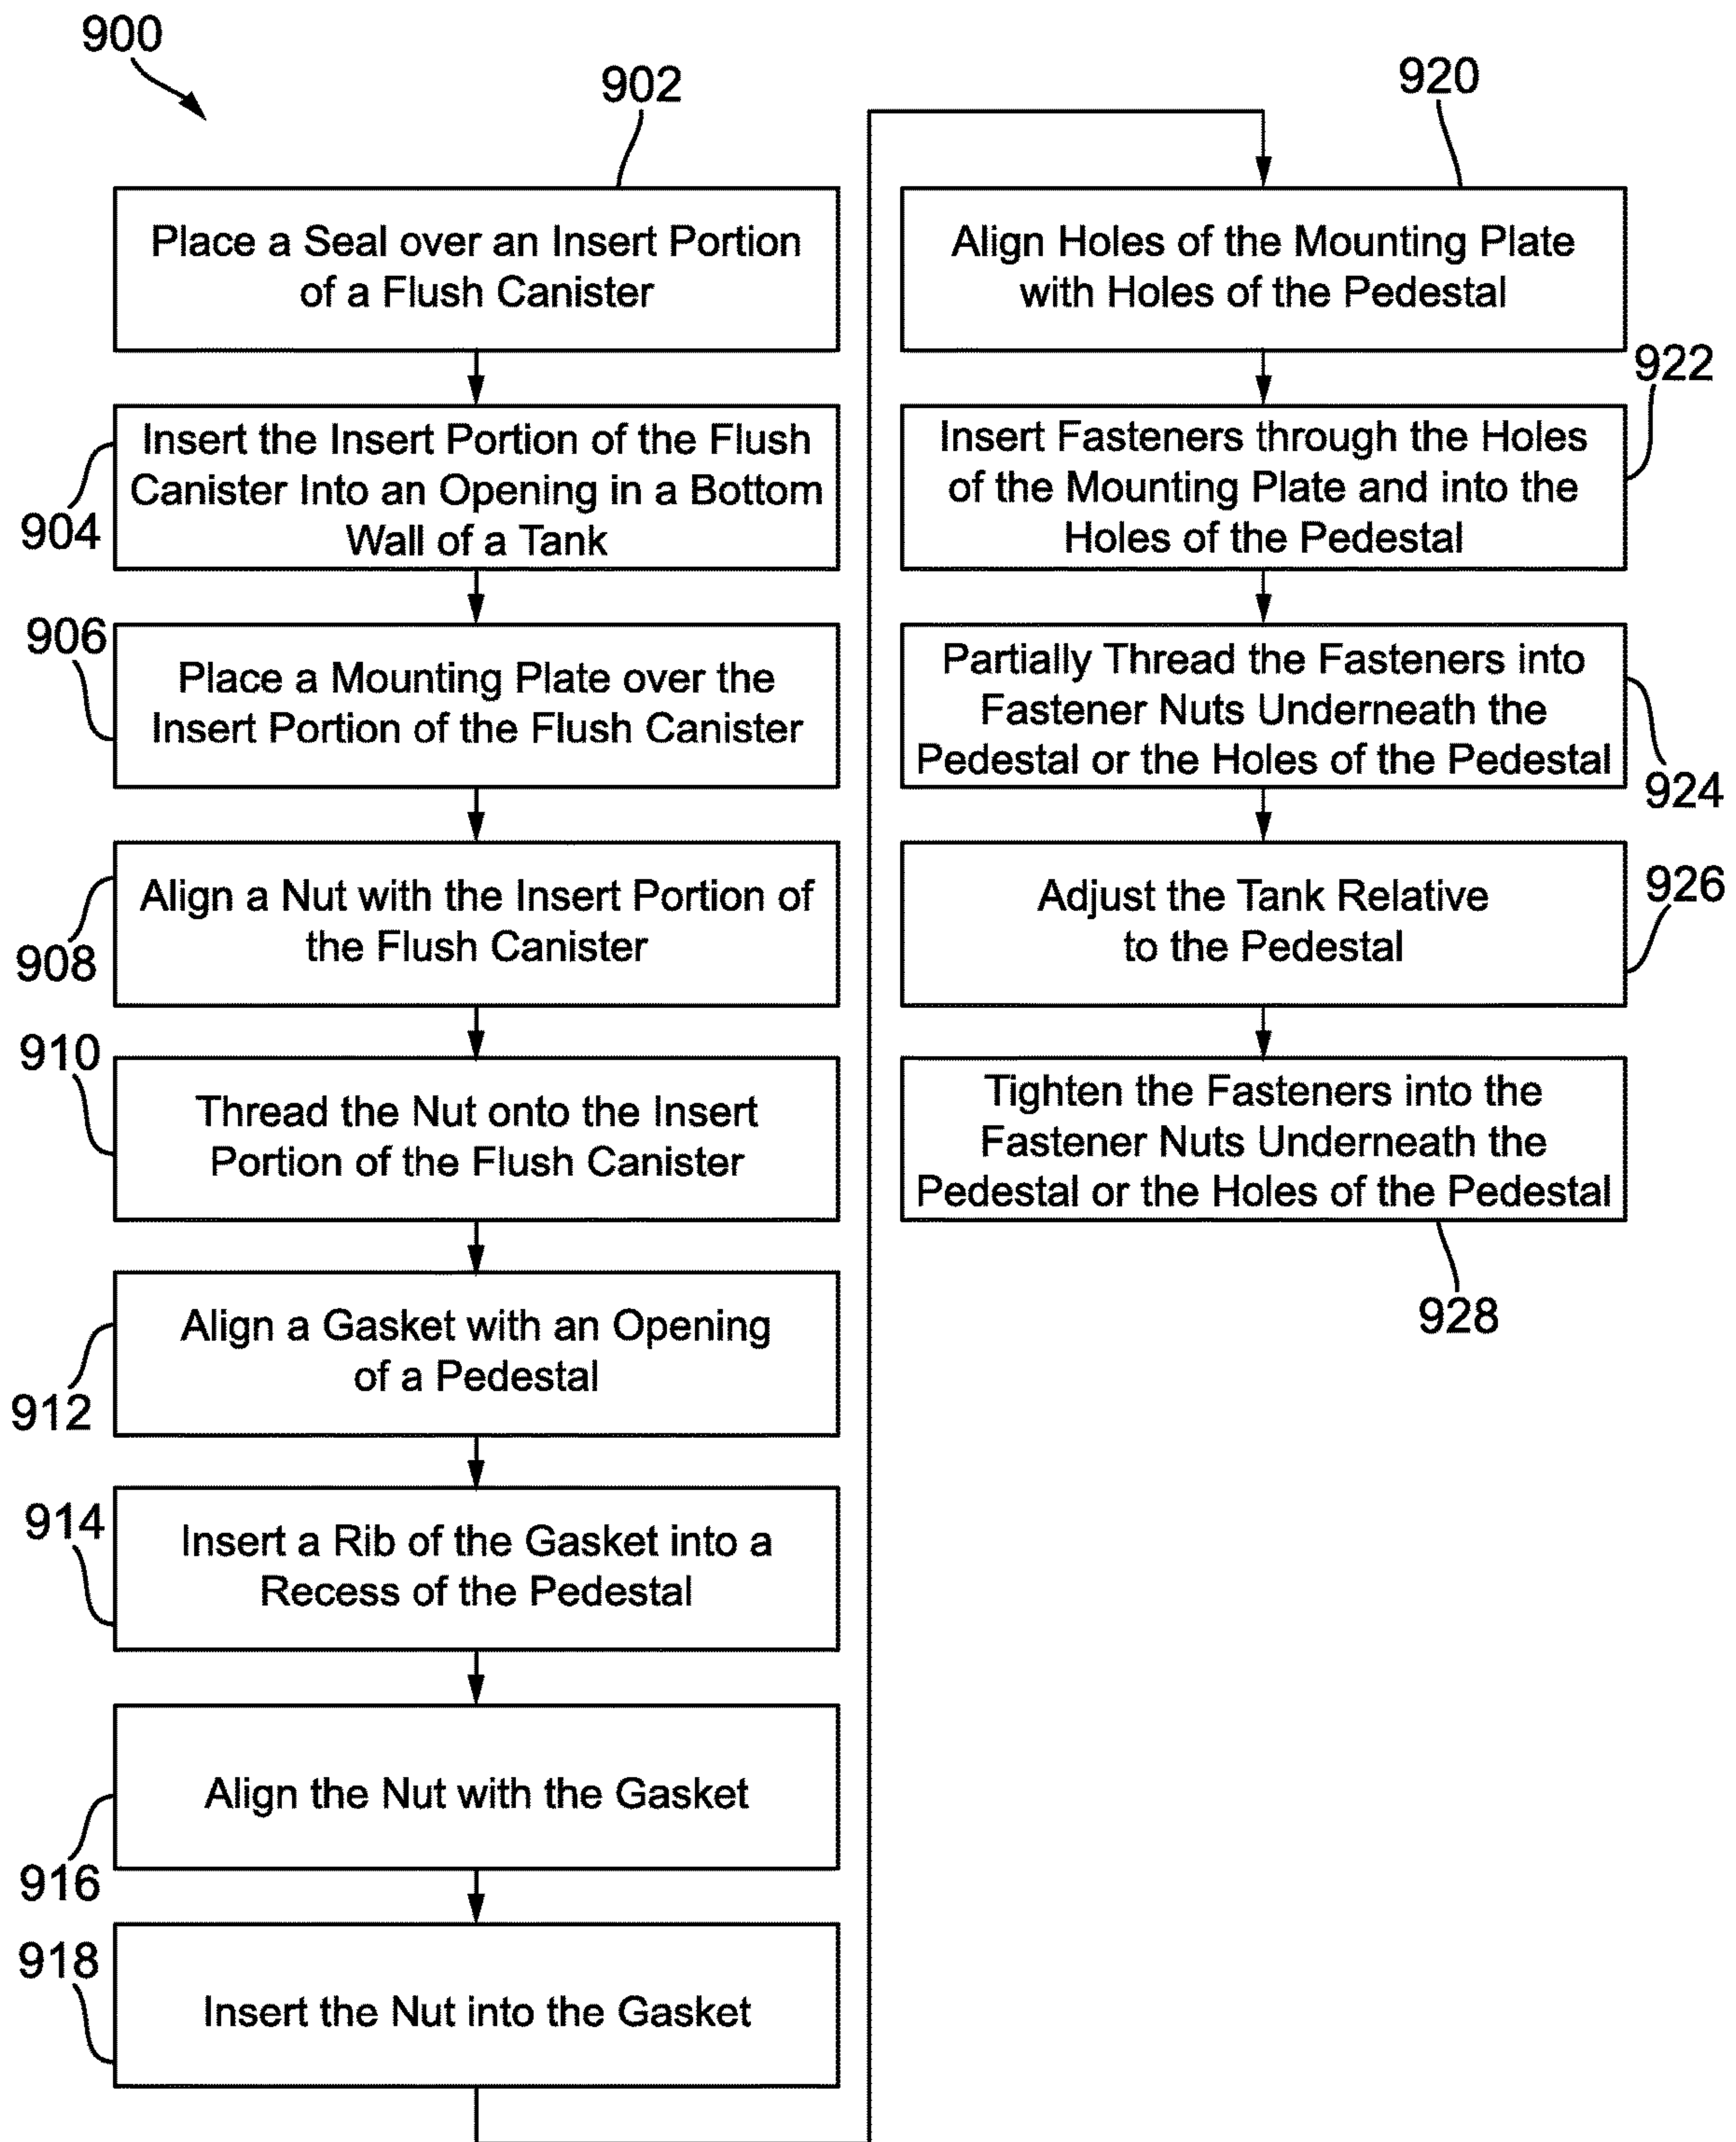 900
902
Place a Seal over an Insert Portion
of a Flush Canister
904
Insert the Insert Portion of the Flush
Canister Into an Opening in a Bottom
Wall of a Tank
906
Place a Mounting Plate over the
Insert Portion of the Flush Canister
908
Align a Nut with the Insert Portion of
the Flush Canister
910
Thread the Nut onto the Insert
Portion of the Flush Canister
912
Align a Gasket with an Opening
of a Pedestal
914
Insert a Rib of the Gasket into a
Recess of the Pedestal
916
Align the Nut with the Gasket
918
Insert the Nut into the Gasket
920
Align Holes of the Mounting Plate
with Holes of the Pedestal
922
Insert Fasteners through the Holes
of the Mounting Plate and into the
Holes of the Pedestal
924
Partially Thread the Fasteners into
Fastener Nuts Underneath the
Pedestal or the Holes of the Pedestal
926
Adjust the Tank Relative
to the Pedestal
Tighten the Fasteners into the
Fastener Nuts Underneath the
Pedestal or the Holes of the Pedestal
928